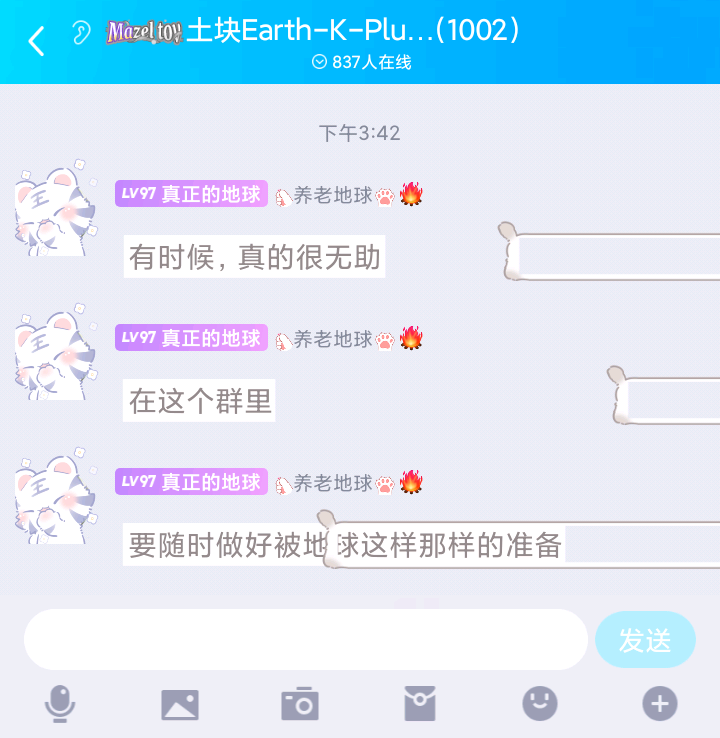 Mazel toy 土块Earth-K-Plu...(1002)
837人在线
下午3:42
LV97 真正的地球 养老地球
有时候，真的很无助
LV97 真正的地球 养老地球
在这个群里
LV97 真正的地球 养老地球
要随时做好被地球这样那样的准备
发送